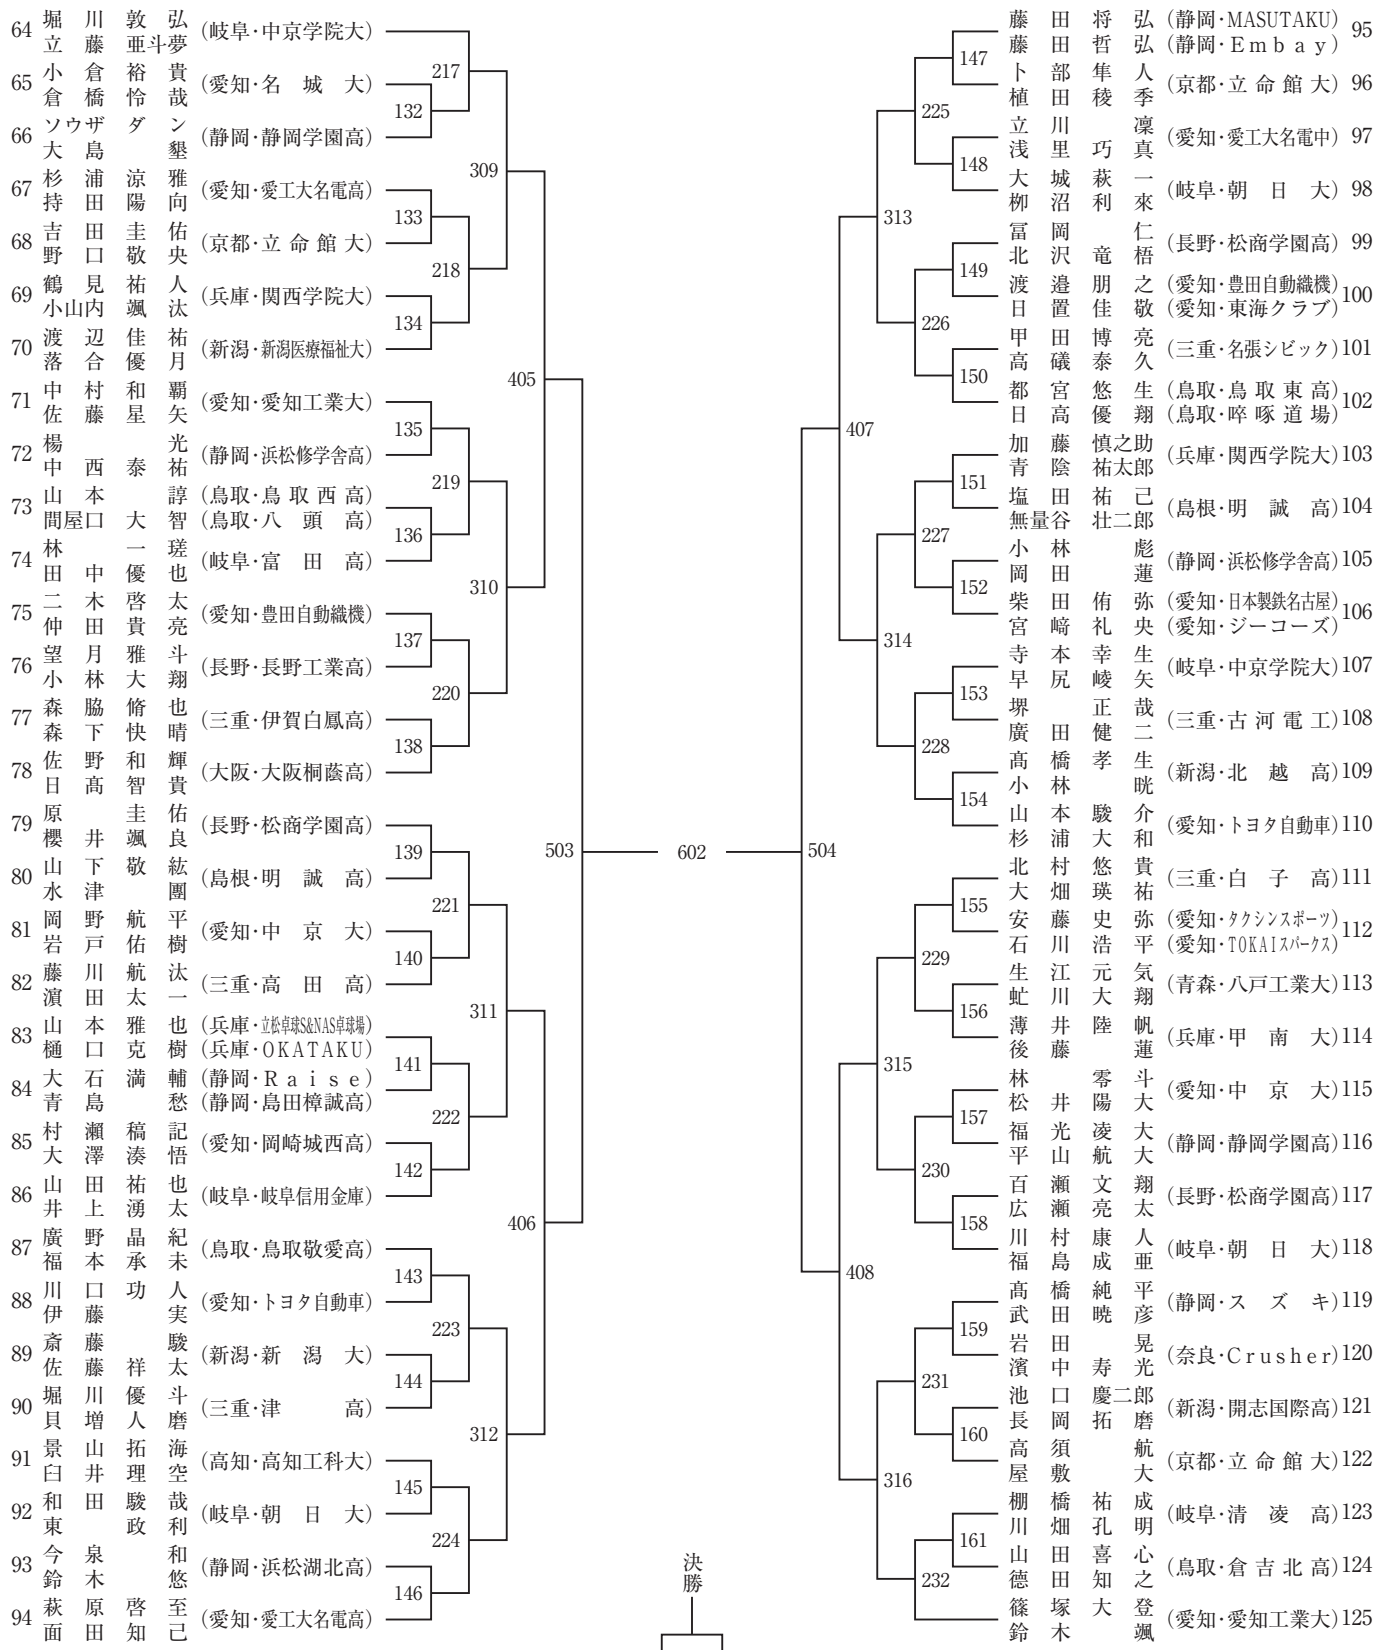 64 堀川敦弘 (岐阜・中京学院大)
立藤亜斗夢
65 小倉裕貴 (愛知・名城大)
倉橋怜哉
66 ソウザダン (静岡・静岡学園高)
大島墾
67 杉浦涼雅 (愛知・愛工大名電高)
持田陽向
68 吉田圭佑 (京都・立命館大)
野口敬央
69 鶴見祐人 (兵庫・関西学院大)
小山内颯汰
70 渡辺佳祐 (新潟・新潟医療福祉大)
落合優月
71 中村和覇 (愛知・愛知工業大)
佐藤星矢
72 楊光 (静岡・浜松修学舎高)
中西泰祐
73 山本諄 (鳥取・鳥取西高)
間屋口大智 (鳥取・八頭高)
74 林一瑳 (岐阜・富田高)
田中優也
75 二木啓太 (愛知・豊田自動織機)
仲田貴亮
76 望月雅斗 (長野・長野工業高)
小林大翔
77 森脇脩也 (三重・伊賀白鳳高)
森下快晴
78 佐野和輝 (大阪・大阪桐蔭高)
日髙智貴
79 原圭佑 (長野・松商学園高)
櫻井颯良
80 山下敬紘 (島根・明誠高)
水津團
81 岡野航平 (愛知・中京大)
岩戸佑樹
82 藤川航汰 (三重・高田高)
濵田太一
83 山本雅也 (兵庫・立松卓球S&NAS卓球場)
樋口克樹 (兵庫・OKATAKU)
84 大石満輔 (静岡・Raise)
青島愁 (静岡・島田樟誠高)
85 村瀬稿記 (愛知・岡崎城西高)
大澤湊悟
86 山田祐也 (岐阜・岐阜信用金庫)
井上湧太
87 廣野晶紀 (鳥取・鳥取敬愛高)
福本承未
88 川口功人 (愛知・トヨタ自動車)
伊藤実
89 斎藤駿 (新潟・新潟大)
佐藤祥太
90 堀川優斗 (三重・津高)
貝増人磨
91 景山拓海 (高知・高知工科大)
臼井理空
92 和田駿哉 (岐阜・朝日大)
東政利
93 今泉和 (静岡・浜松湖北高)
鈴木悠
94 萩原啓至 (愛知・愛工大名電高)
面田知己
217
132
309
133
218
134
405
135
219
136
310
137
220
138
503
139
221
140
311
141
222
142
406
143
223
144
312
145
224
146
602
決勝
504
147
225
148
313
149
226
150
407
151
227
152
314
153
228
154
155
229
156
315
157
230
158
408
159
231
160
316
161
232
藤田将弘 (静岡・MASUTAKU) 95
藤田哲弘 (静岡・Embay)
卜部隼人 (京都・立命館大) 96
植田稜季
立川凜 (愛知・愛工大名電中) 97
浅里巧真
大城萩一 (岐阜・朝日大) 98
栁沼利來
冨岡仁 (長野・松商学園高) 99
北沢竜梧
渡邉朋之 (愛知・豊田自動織機) 100
日置佳敬 (愛知・東海クラブ)
甲田博亮 (三重・名張シビック) 101
高礒泰久
都宮悠生 (鳥取・鳥取東高) 102
日高優翔 (鳥取・啐啄道場)
加藤慎之助 (兵庫・関西学院大) 103
青陰祐太郎
塩田祐己 (島根・明誠高) 104
無量谷壮二郎
小林彪 (静岡・浜松修学舎高) 105
岡田蓮
柴田侑弥 (愛知・日本製鉄名古屋) 106
宮﨑礼央 (愛知・ジーコーズ)
寺本幸生 (岐阜・中京学院大) 107
早尻崚矢
堺正哉 (三重・古河電工) 108
廣田健二
髙橋孝生 (新潟・北越高) 109
小林晄
山本駿介 (愛知・トヨタ自動車) 110
杉浦大和
北村悠貴 (三重・白子高) 111
大畑瑛祐
安藤史弥 (愛知・タクシンスポーツ) 112
石川浩平 (愛知・TOKAIスパークス)
生江元気 (青森・八戸工業大) 113
虻川大翔
薄井陸帆 (兵庫・甲南大) 114
後藤蓮
林零斗 (愛知・中京大) 115
松井陽大
福光凌大 (静岡・静岡学園高) 116
平山航大
百瀬文翔 (長野・松商学園高) 117
広瀬亮太
川村康人 (岐阜・朝日大) 118
福島成亜
髙橋純平 (静岡・スズキ) 119
武田暁彦
岩田晃 (奈良・Crusher) 120
濱中寿光
池口慶二郎 (新潟・開志国際高) 121
長岡拓磨
高須航 (京都・立命館大) 122
屋敷大
棚橋祐成 (岐阜・清凌高) 123
川畑孔明
山田喜心 (鳥取・倉吉北高) 124
德田知之
篠塚大登 (愛知・愛知工業大) 125
鈴木颯